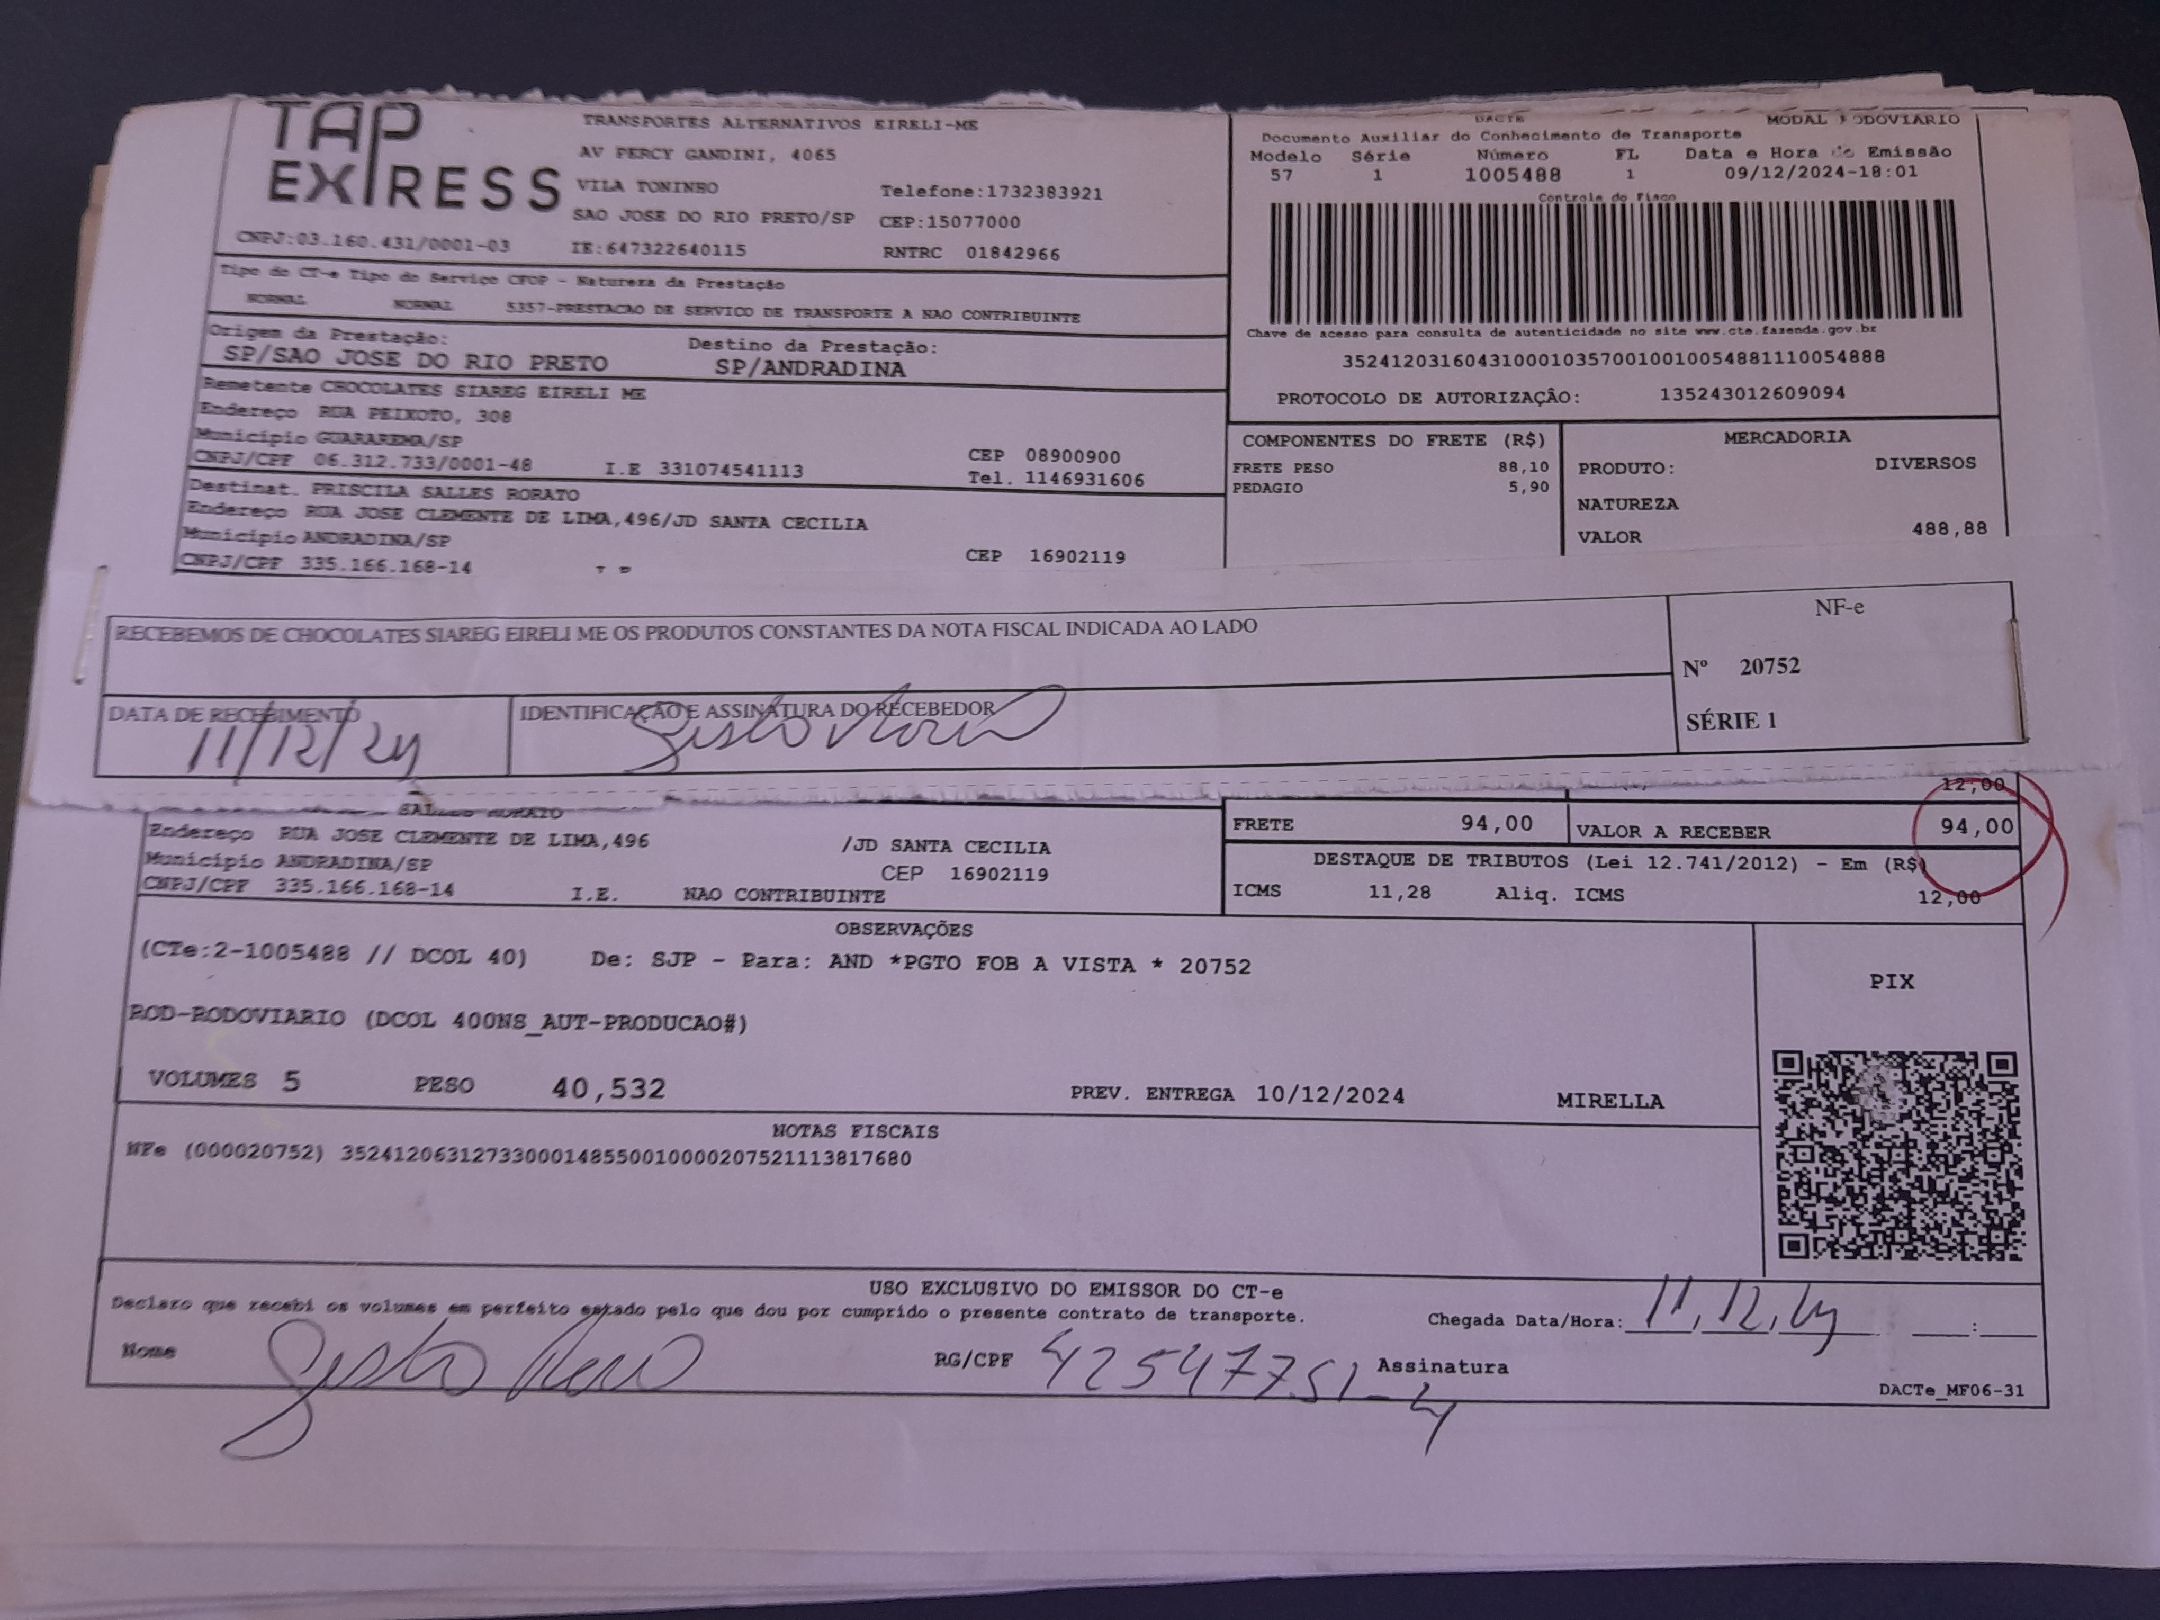 TAP EXPRESS
TRANSPORTES ALTERNATIVOS EIRELI-ME
AV PERCY GANDINI, 4065
VILA TONINHO Telefone:1732383921
SAO JOSE DO RIO PRETO/SP CEP:15077000
CNPJ:03.160.431/0001-03 IE:647322640115 RNTRC 01842966
Tipo do CT-e Tipo do Serviço CFOP - Natureza da Prestação
NORMAL NORMAL 5357-PRESTACAO DE SERVICO DE TRANSPORTE A NAO CONTRIBUINTE
Origem da Prestação: Destino da Prestação:
SP/SAO JOSE DO RIO PRETO SP/ANDRADINA
Remetente CHOCOLATES SIAREG EIRELI ME
Endereço RUA PEIXOTO, 308
Município GUARAREMA/SP CEP 08900900
CNPJ/CPF 06.312.733/0001-48 I.E 331074541113 Tel. 1146931606
Destinat. PRISCILA SALLES RORATO
Endereço RUA JOSE CLEMENTE DE LIMA,496/JD SANTA CECILIA
Município ANDRADINA/SP CEP 16902119
CNPJ/CPF 335.166.168-14
DACTE MODAL RODOVIARIO
Documento Auxiliar do Conhecimento de Transporte
Modelo Série Número FL Data e Hora de Emissão
57 1 1005488 1 09/12/2024-18:01
Controle do Fisco
Chave de acesso para consulta de autenticidade no site www.cte.fazenda.gov.br
35241203160431000103570010010054881110054888
PROTOCOLO DE AUTORIZAÇÂO: 135243012609094
COMPONENTES DO FRETE (R$)
FRETE PESO 88,10
PEDAGIO 5,90
MERCADORIA
PRODUTO: DIVERSOS
NATUREZA
VALOR 488,88
RECEBEMOS DE CHOCOLATES SIAREG EIRELI ME OS PRODUTOS CONSTANTES DA NOTA FISCAL INDICADA AO LADO
NF-e
Nº 20752
SÉRIE 1
DATA DE RECEBIMENTO IDENTIFICAÇÃO E ASSINATURA DO RECEBEDOR
11/12/24
12,00
SALLES RORATO
Endereço RUA JOSE CLEMENTE DE LIMA,496 /JD SANTA CECILIA
Município ANDRADINA/SP CEP 16902119
CNPJ/CPF 335.166.168-14 I.E. NAO CONTRIBUINTE
FRETE 94,00 VALOR A RECEBER 94,00
DESTAQUE DE TRIBUTOS (Lei 12.741/2012) - Em (R$)
ICMS 11,28 Aliq. ICMS 12,00
OBSERVAÇÕES
(CTe:2-1005488 // DCOL 40) De: SJP - Para: AND *PGTO FOB A VISTA * 20752
ROD-RODOVIARIO (DCOL 400NS_AUT-PRODUCAO#)
VOLUMES 5 PESO 40,532 PREV. ENTREGA 10/12/2024 MIRELLA
PIX
NOTAS FISCAIS
NFe (000020752) 35241206312733000148550010000207521113817680
USO EXCLUSIVO DO EMISSOR DO CT-e
Declaro que recebi os volumes em perfeito estado pelo que dou por cumprido o presente contrato de transporte.
Chegada Data/Hora: 11,12,24 :
Nome RG/CPF 42547751-4 Assinatura
DACTe_MF06-31